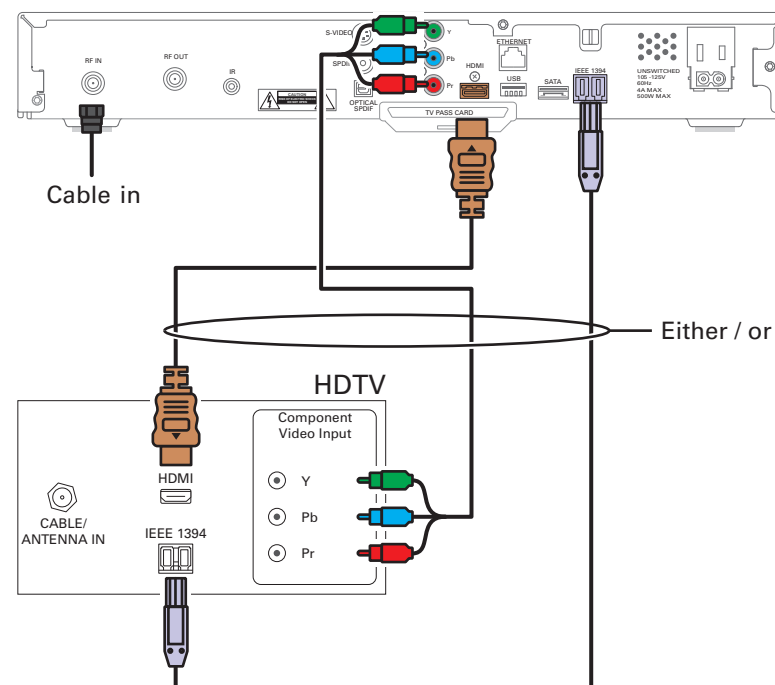 S-VIDEO
Y
ETHERNET
RF IN
RF OUT
IR
SPDIF
Pb
HDMI
Pr
USB
SATA
IEEE 1394
UNSWITCHED
105 -125V
60Hz
4A MAX
500W MAX
CAUTION
OPTICAL
SPDIF
TV PASS CARD
Cable in
Either / or
HDTV
Component
Video Input
HDMI
Y
CABLE/
ANTENNA IN
IEEE 1394
Pb
Pr